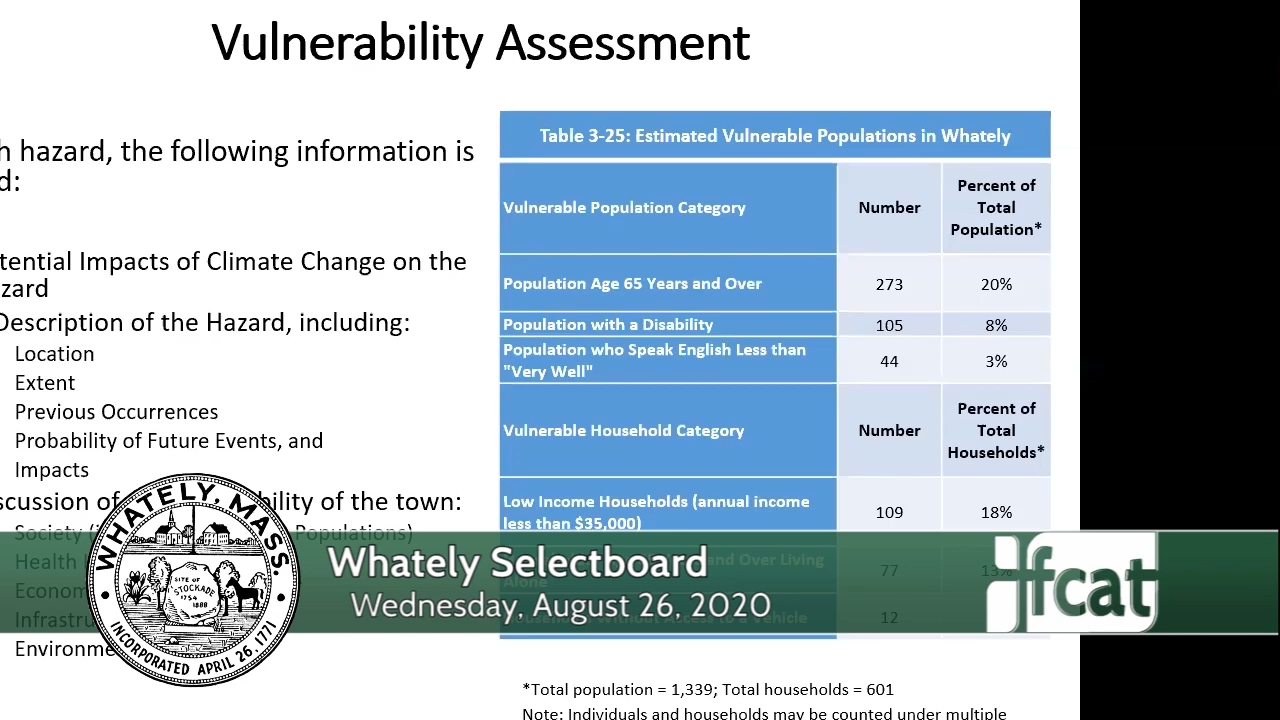 Vulnerability Assessment
h hazard, the following information is
d:
tential Impacts of Climate Change on the
zard
Description of the Hazard, including:
Location
Extent
Previous Occurrences
Probability of Future Events, and
Impacts
scussion of bility of the town:
Society ( Populations)
Health
Econom
Infrastru
Environme
Table 3-25: Estimated Vulnerable Populations in Whately
Vulnerable Population Category Number Percent of Total Population*
Population Age 65 Years and Over 273 20%
Population with a Disability 105 8%
Population who Speak English Less than "Very Well" 44 3%
Vulnerable Household Category Number Percent of Total Households*
Low Income Households (annual income less than $35,000) 109 18%
and Over Living Alone 77 13%
Household Without Access to a Vehicle 12
*Total population = 1,339; Total households = 601
Note: Individuals and households may be counted under multiple
WHATELY, MASS.
SITE OF
STOCKADE
1754
1888
INCORPORATED APRIL 26, 1771
Whately Selectboard
Wednesday, August 26, 2020
fcat